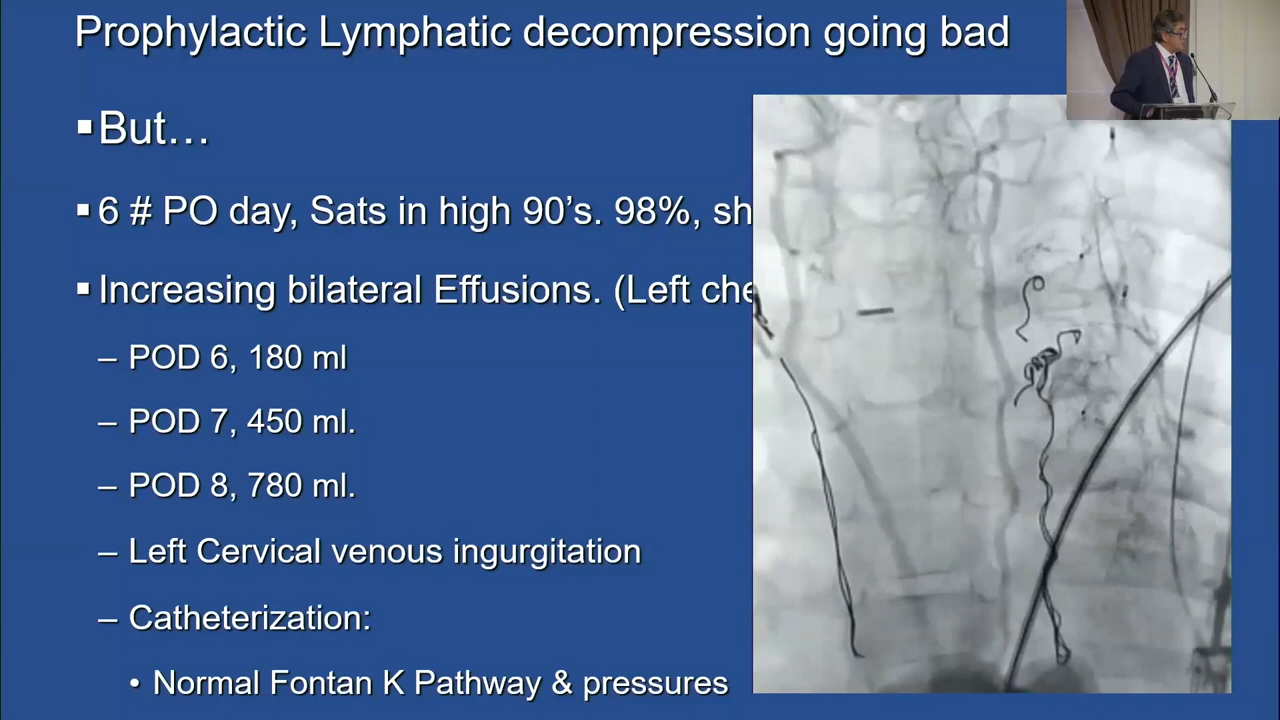 Prophylactic Lymphatic decompression going bad
▪But…
▪6 # PO day, Sats in high 90’s. 98%, sh
▪Increasing bilateral Effusions. (Left che
– POD 6, 180 ml
– POD 7, 450 ml.
– POD 8, 780 ml.
– Left Cervical venous ingurgitation
– Catheterization:
• Normal Fontan K Pathway & pressures